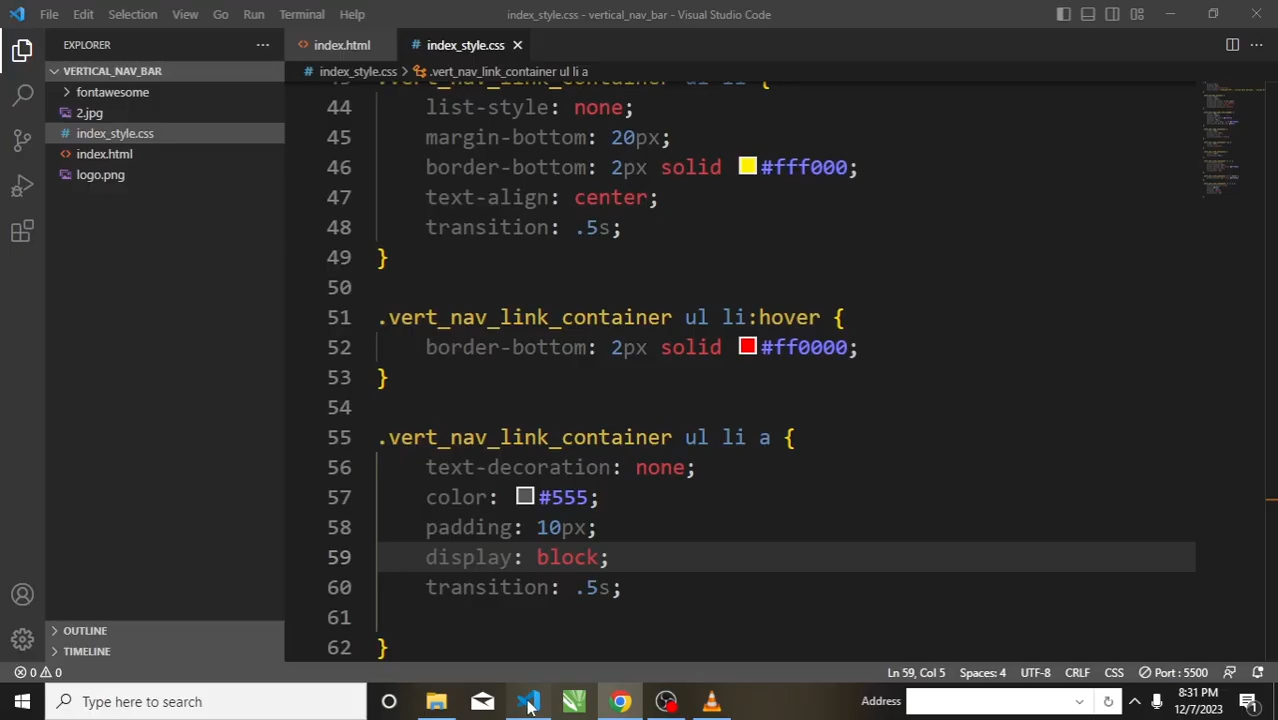 File Edit Selection View Go Run Terminal Help
index_style.css - vertical_nav_bar - Visual Studio Code
EXPLORER
index.html
index_style.css
VERTICAL_NAV_BAR
index_style.css > .vert_nav_link_container ul li a
fontawesome
2.jpg
index_style.css
index.html
logo.png
44 list-style: none;
45 margin-bottom: 20px;
46 border-bottom: 2px solid #fff000;
47 text-align: center;
48 transition: .5s;
49 }
50
51 .vert_nav_link_container ul li:hover {
52 border-bottom: 2px solid #ff0000;
53 }
54
55 .vert_nav_link_container ul li a {
56 text-decoration: none;
57 color: #555;
58 padding: 10px;
59 display: block;
60 transition: .5s;
61
62 }
OUTLINE
TIMELINE
0 0
Ln 59, Col 5 Spaces: 4 UTF-8 CRLF CSS Port : 5500
Type here to search
Address
8:31 PM
12/7/2023
1